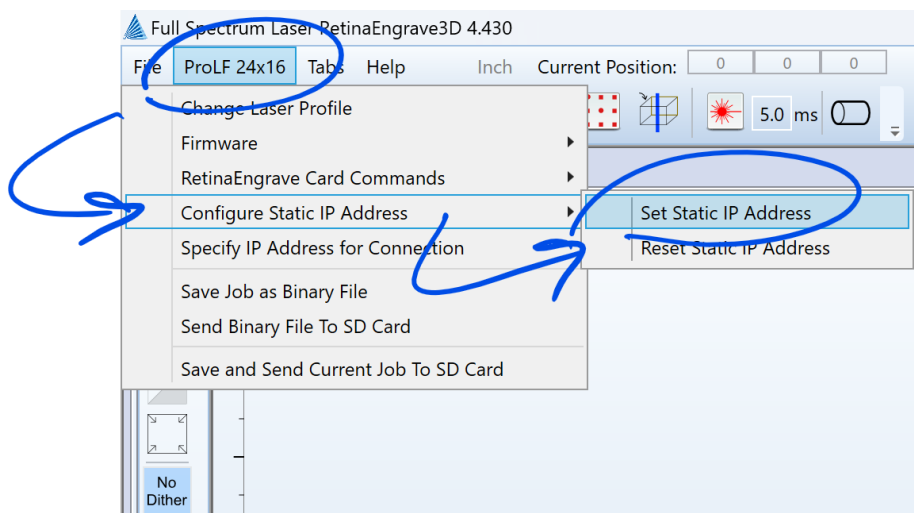 Full Spectrum Laser RetinaEngrave3D 4.430
File ProLF 24x16 Tabs Help Inch Current Position: 0 0 0
5.0 ms
Change Laser Profile
Firmware
RetinaEngrave Card Commands
Configure Static IP Address
Set Static IP Address
Specify IP Address for Connection
Reset Static IP Address
Save Job as Binary File
Send Binary File To SD Card
Save and Send Current Job To SD Card
No
Dither